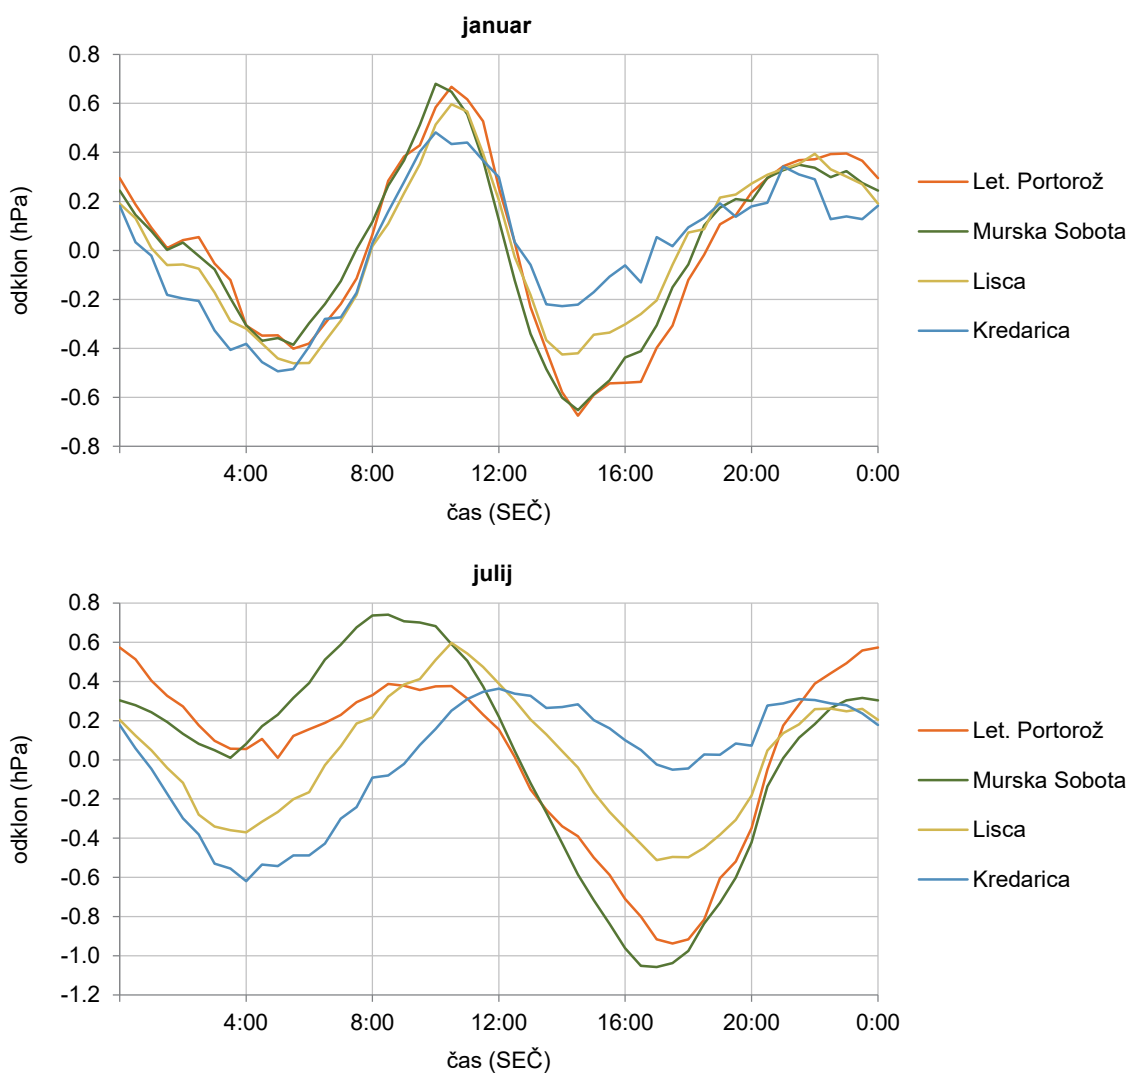 januar
0.8
0.6
0.4
0.2
0.0
-0.2
-0.4
-0.6
-0.8
odklon (hPa)
4:00 8:00 12:00 16:00 20:00 0:00
čas (SEČ)
Let. Portorož
Murska Sobota
Lisca
Kredarica
julij
0.8
0.6
0.4
0.2
0.0
-0.2
-0.4
-0.6
-0.8
-1.0
-1.2
odklon (hPa)
4:00 8:00 12:00 16:00 20:00 0:00
čas (SEČ)
Let. Portorož
Murska Sobota
Lisca
Kredarica